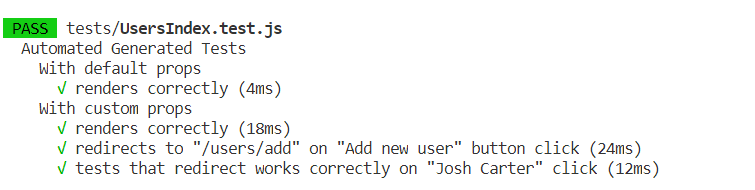 PASS tests/UsersIndex.test.js
Automated Generated Tests
With default props
√ renders correctly (4ms)
With custom props
√ renders correctly (18ms)
√ redirects to "/users/add" on "Add new user" button click (24ms)
√ tests that redirect works correctly on "Josh Carter" click (12ms)